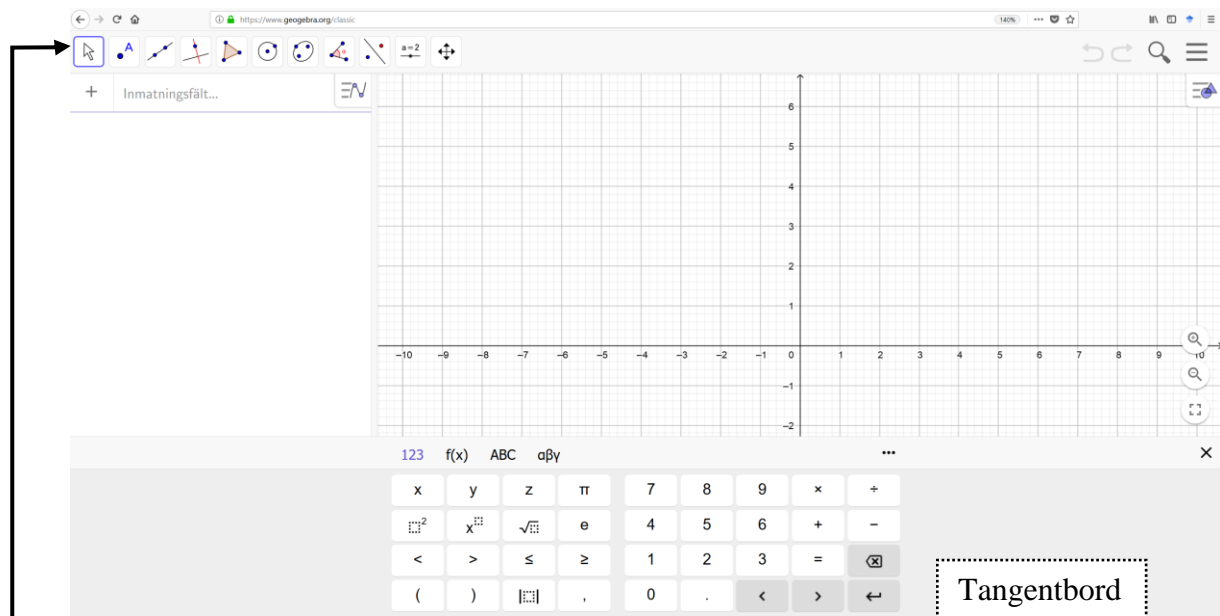 https://www.geogebra.org/classic 140%
A a=2
+ Inmatningsfält...
6
5
4
3
2
1
−10 −9 −8 −7 −6 −5 −4 −3 −2 −1 0 1 2 3 4 5 6 7 8 9 10
−1
−2
123 f(x) ABC αβγ
x y z π 7 8 9 × ÷
2 x √ e 4 5 6 + −
< > ≤ ≥ 1 2 3 =
( ) | | , 0 . < >
Tangentbord